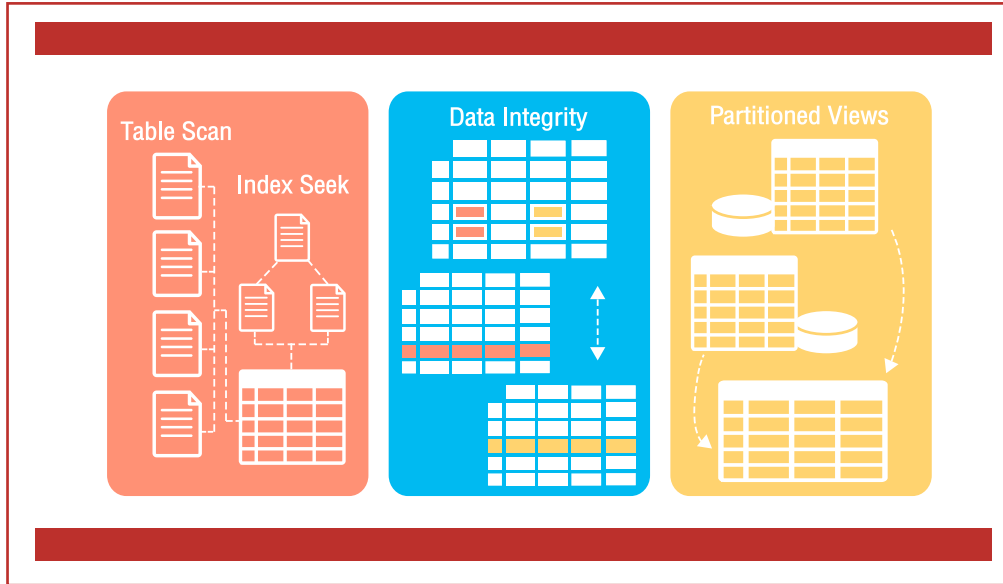 Table Scan
Index Seek
Data Integrity
Partitioned Views